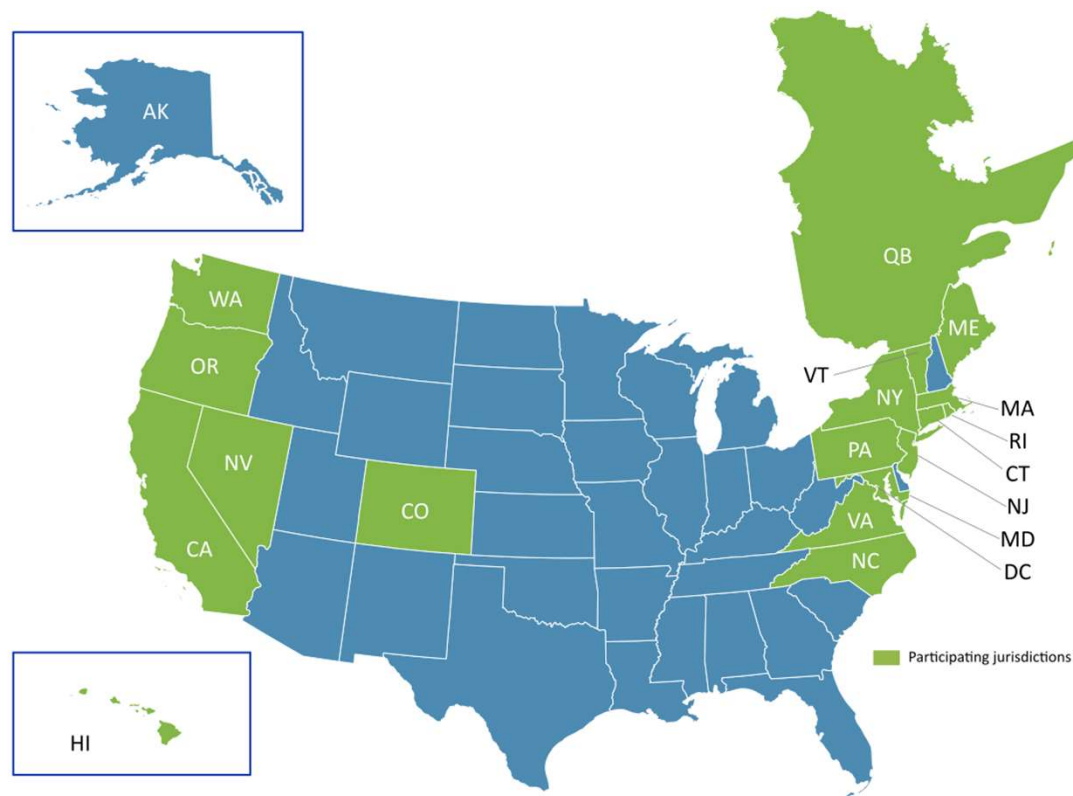 AK
QB
WA
ME
OR
VT
NY
MA
RI
PA
CT
NV
NJ
CO
VA
MD
CA
NC
DC
Participating jurisdictions
HI